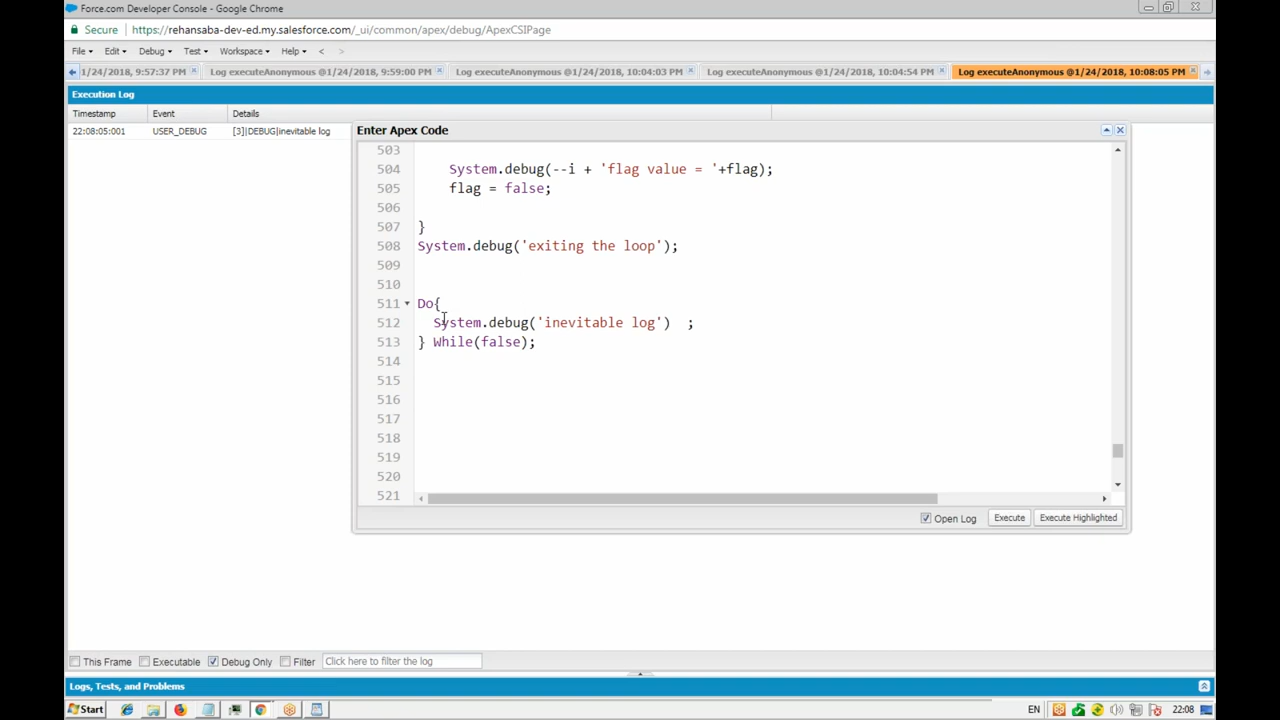 Force.com Developer Console - Google Chrome
Secure https://rehansaba-dev-ed.my.salesforce.com/_ui/common/apex/debug/ApexCSIPage
File Edit Debug Test Workspace Help < >
1/24/2018, 9:57:37 PM Log executeAnonymous @1/24/2018, 9:59:00 PM Log executeAnonymous @1/24/2018, 10:04:03 PM Log executeAnonymous @1/24/2018, 10:04:54 PM Log executeAnonymous @1/24/2018, 10:08:05 PM
Execution Log
Timestamp Event Details
22:08:05:001 USER_DEBUG [3]|DEBUG|inevitable log
Enter Apex Code
503
504 System.debug(--i + 'flag value = '+flag);
505 flag = false;
506
507 }
508 System.debug('exiting the loop');
509
510
511 Do{
512 System.debug('inevitable log') ;
513 } While(false);
514
515
516
517
518
519
520
521
Open Log Execute Execute Highlighted
This Frame Executable Debug Only Filter Click here to filter the log
Logs, Tests, and Problems
Start EN 22:08